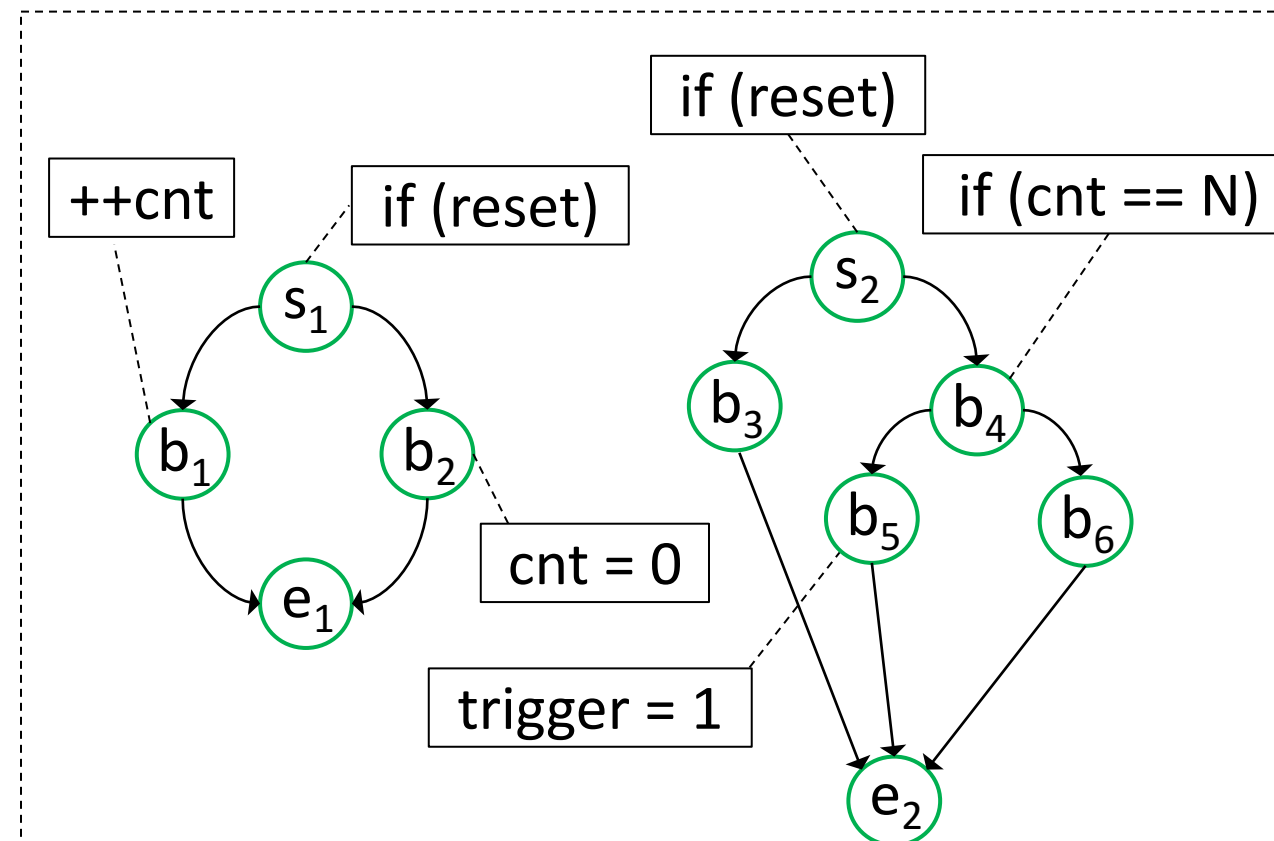 if (reset)
++cnt
if (reset)
if (cnt == N)
s₁
s₂
b₃
b₄
b₁
b₂
b₅
b₆
cnt = 0
e₁
trigger = 1
e₂